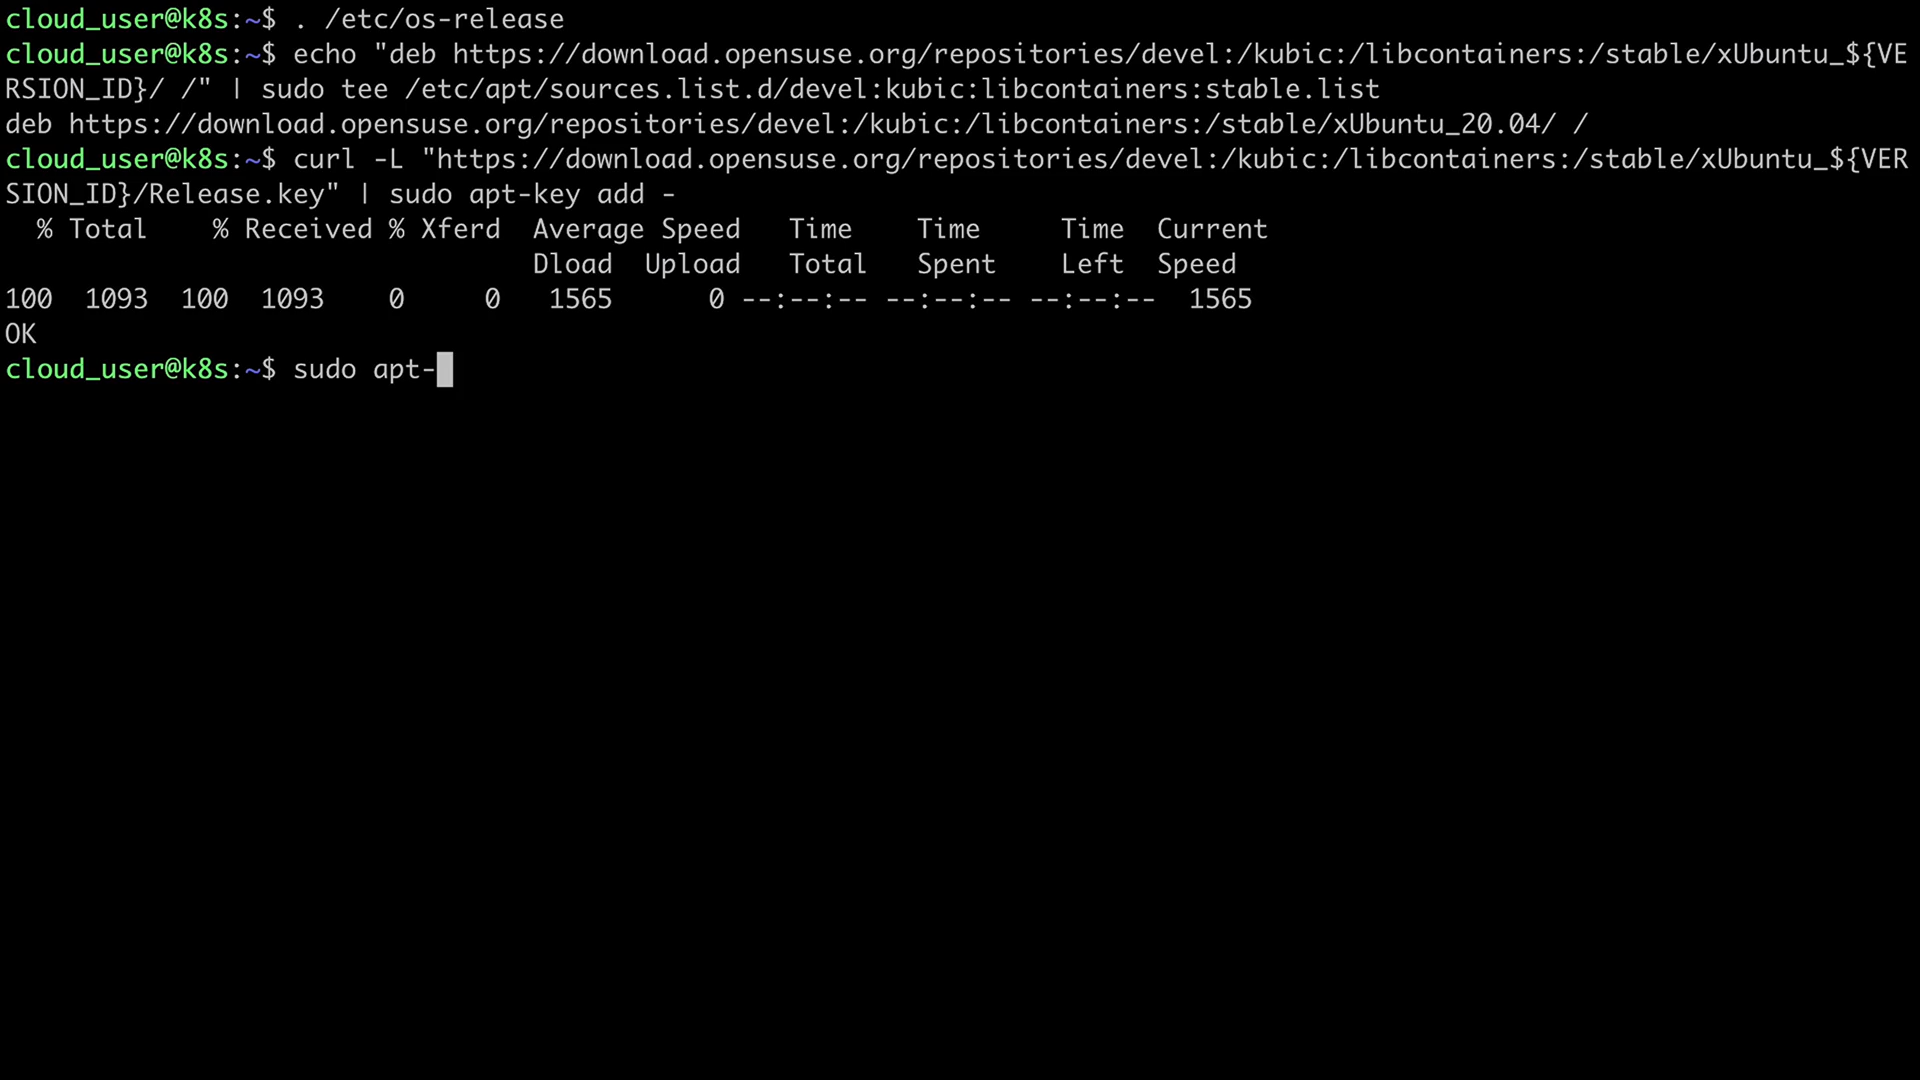 cloud_user@k8s:~$ . /etc/os-release
cloud_user@k8s:~$ echo "deb https://download.opensuse.org/repositories/devel:/kubic:/libcontainers:/stable/xUbuntu_${VE
RSION_ID}/ /" | sudo tee /etc/apt/sources.list.d/devel:kubic:libcontainers:stable.list
deb https://download.opensuse.org/repositories/devel:/kubic:/libcontainers:/stable/xUbuntu_20.04/ /
cloud_user@k8s:~$ curl -L "https://download.opensuse.org/repositories/devel:/kubic:/libcontainers:/stable/xUbuntu_${VER
SION_ID}/Release.key" | sudo apt-key add -
  % Total    % Received % Xferd  Average Speed   Time    Time     Time  Current
                                 Dload  Upload   Total   Spent    Left  Speed
100  1093  100  1093    0     0   1565      0 --:--:-- --:--:-- --:--:--  1565
OK
cloud_user@k8s:~$ sudo apt-